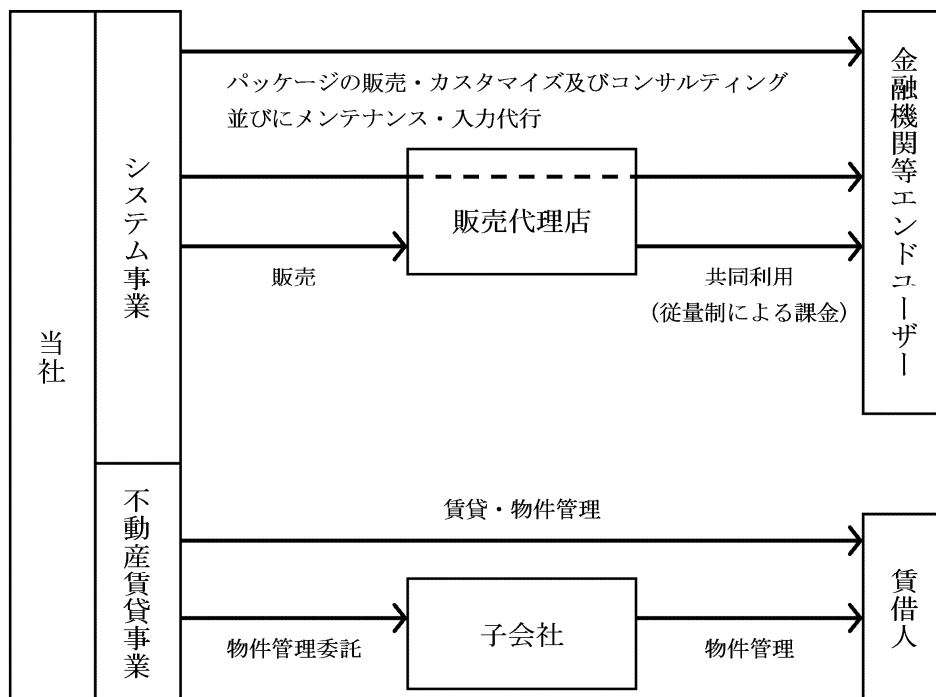 当社
システム事業
パッケージの販売・カスタマイズ及びコンサルティング
並びにメンテナンス・入力代行
販売代理店
販売
共同利用
（従量制による課金）
金融機関等エンドユーザー
不動産賃貸事業
賃貸・物件管理
物件管理委託
子会社
物件管理
賃借人